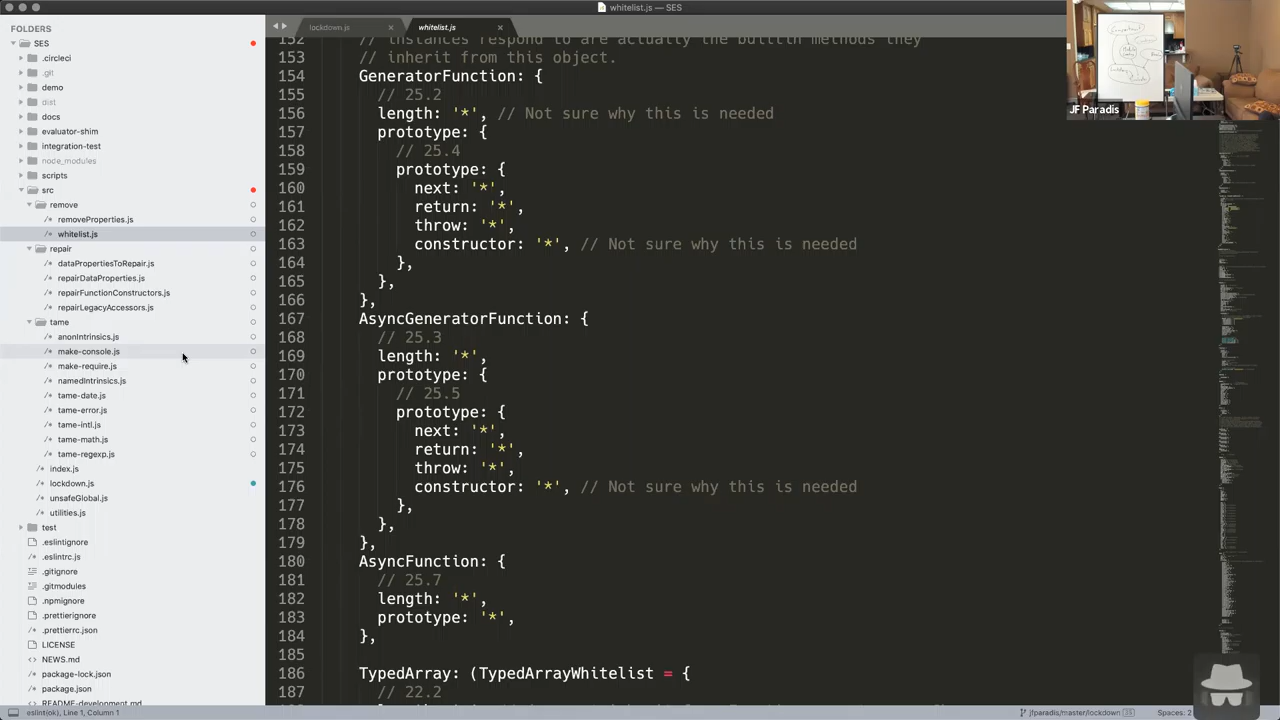 whitelist.js — SES
FOLDERS
SES
.circleci
.git
demo
dist
docs
evaluator-shim
integration-test
node_modules
scripts
src
remove
removeProperties.js
whitelist.js
repair
dataPropertiesToRepair.js
repairDataProperties.js
repairFunctionConstructors.js
repairLegacyAccessors.js
tame
anonIntrinsics.js
make-console.js
make-require.js
namedIntrinsics.js
tame-date.js
tame-error.js
tame-intl.js
tame-math.js
tame-regexp.js
index.js
lockdown.js
unsafeGlobal.js
utilities.js
test
.eslintignore
.eslintrc.js
.gitignore
.gitmodules
.npmignore
.prettierignore
.prettierrc.json
LICENSE
NEWS.md
package-lock.json
package.json
README-development.md
lockdown.js
whitelist.js
152 // instances respond to are actually the builtin methods they
153 // inherit from this object.
154 GeneratorFunction: {
155 // 25.2
156 length: '*', // Not sure why this is needed
157 prototype: {
158 // 25.4
159 prototype: {
160 next: '*',
161 return: '*',
162 throw: '*',
163 constructor: '*', // Not sure why this is needed
164 },
165 },
166 },
167 AsyncGeneratorFunction: {
168 // 25.3
169 length: '*',
170 prototype: {
171 // 25.5
172 prototype: {
173 next: '*',
174 return: '*',
175 throw: '*',
176 constructor: '*', // Not sure why this is needed
177 },
178 },
179 },
180 AsyncFunction: {
181 // 25.7
182 length: '*',
183 prototype: '*',
184 },
185
186 TypedArray: (TypedArrayWhitelist = {
187 // 22.2
JF Paradis
eslint(ok), Line 1, Column 1
jfparadis/master/lockdown
Spaces: 2